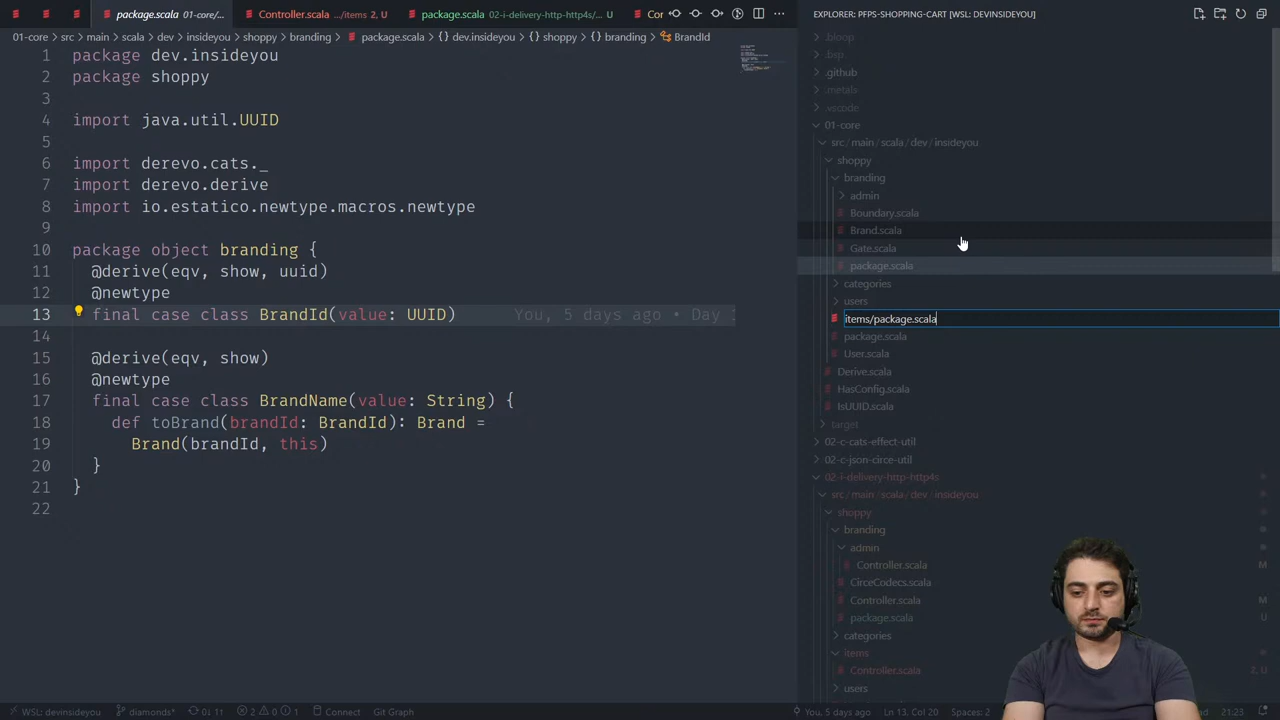 package.scala 01-core/...
Controller.scala .../items 2, U
package.scala 02-i-delivery-http-http4s/... U
Cor
EXPLORER: PFPS-SHOPPING-CART [WSL: DEVINSIDEYOU]
01-core > src > main > scala > dev > insideyou > shoppy > branding > package.scala > {} dev.insideyou > {} shoppy > {} branding > BrandId
1 package dev.insideyou
2 package shoppy
3
4 import java.util.UUID
5
6 import derevo.cats._
7 import derevo.derive
8 import io.estatico.newtype.macros.newtype
9
10 package object branding {
11 @derive(eqv, show, uuid)
12 @newtype
13 final case class BrandId(value: UUID) You, 5 days ago • Day
14
15 @derive(eqv, show)
16 @newtype
17 final case class BrandName(value: String) {
18 def toBrand(brandId: BrandId): Brand =
19 Brand(brandId, this)
20 }
21 }
22
.bloop
.bsp
.github
.metals
.vscode
01-core
src / main / scala / dev / insideyou
shoppy
branding
admin
Boundary.scala
Brand.scala
Gate.scala
package.scala
categories
users
items/package.scala
package.scala
User.scala
Derive.scala
HasConfig.scala
IsUUID.scala
target
02-c-cats-effect-util
02-c-json-circe-util
02-i-delivery-http-http4s
src / main / scala / dev / insideyou
shoppy
branding
admin
Controller.scala M
CirceCodecs.scala
Controller.scala M
package.scala U
categories
items
Controller.scala 2, U
users
WSL: devinsideyou diamonds* 0↓ 1↑ 2 0 1 Connect Git Graph You, 5 days ago Ln 13, Col 20 Spaces: 2 21:23